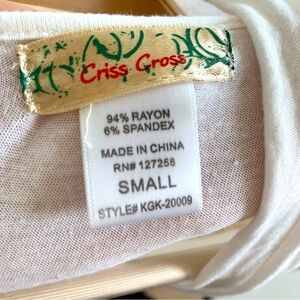 Criss Cross
94% RAYON
6% SPANDEX
MADE IN CHINA
RN# 127258
SMALL
STYLE# KGK-20009